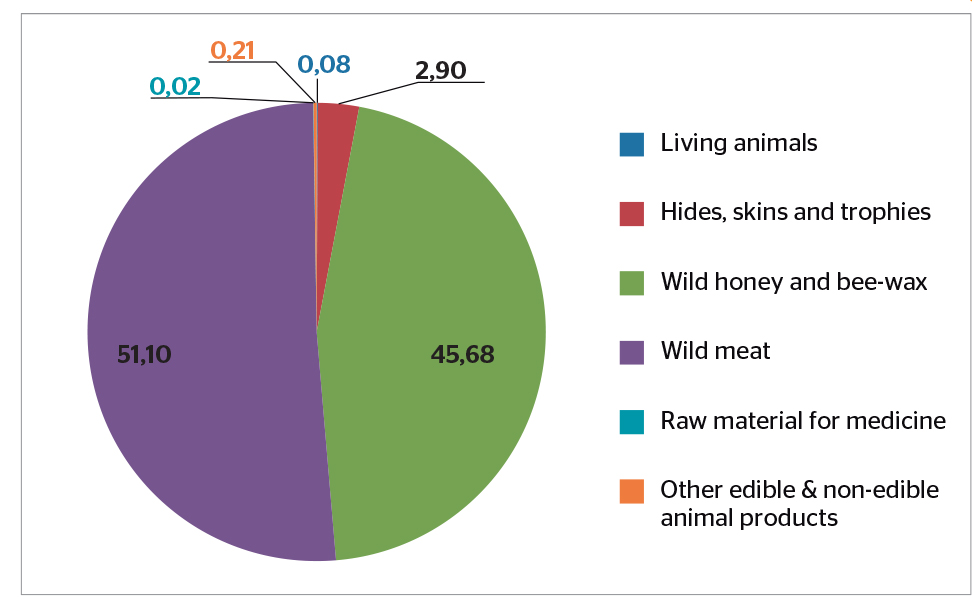 0,21
0,08
2,90
0,02
51,10
45,68
Living animals
Hides, skins and trophies
Wild honey and bee-wax
Wild meat
Raw material for medicine
Other edible & non-edible
animal products